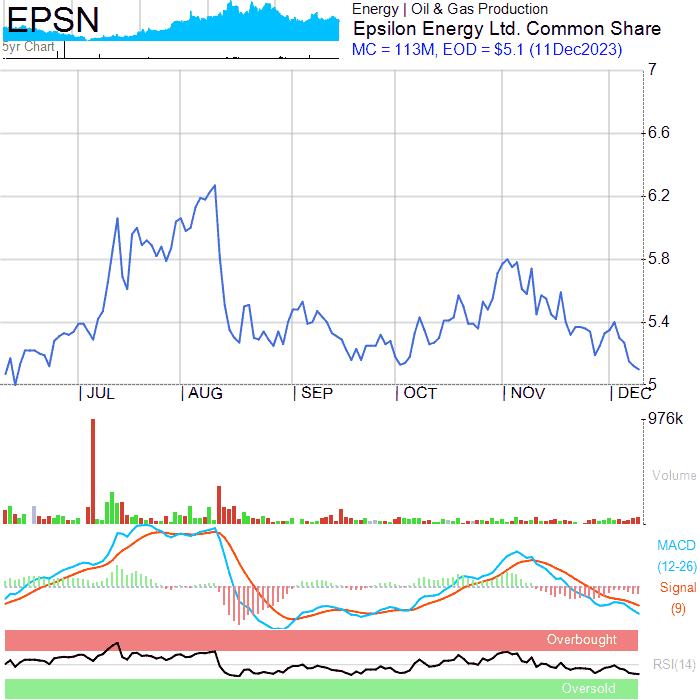 EPSN
5yr Chart
Energy | Oil & Gas Production
Epsilon Energy Ltd. Common Share
MC = 113M, EOD = $5.1 (11Dec2023)
7
6.6
6.2
5.8
5.4
5
JUL AUG SEP OCT NOV DEC
976k
Volume
MACD
(12-26)
Signal
(9)
Overbought
RSI(14)
Oversold